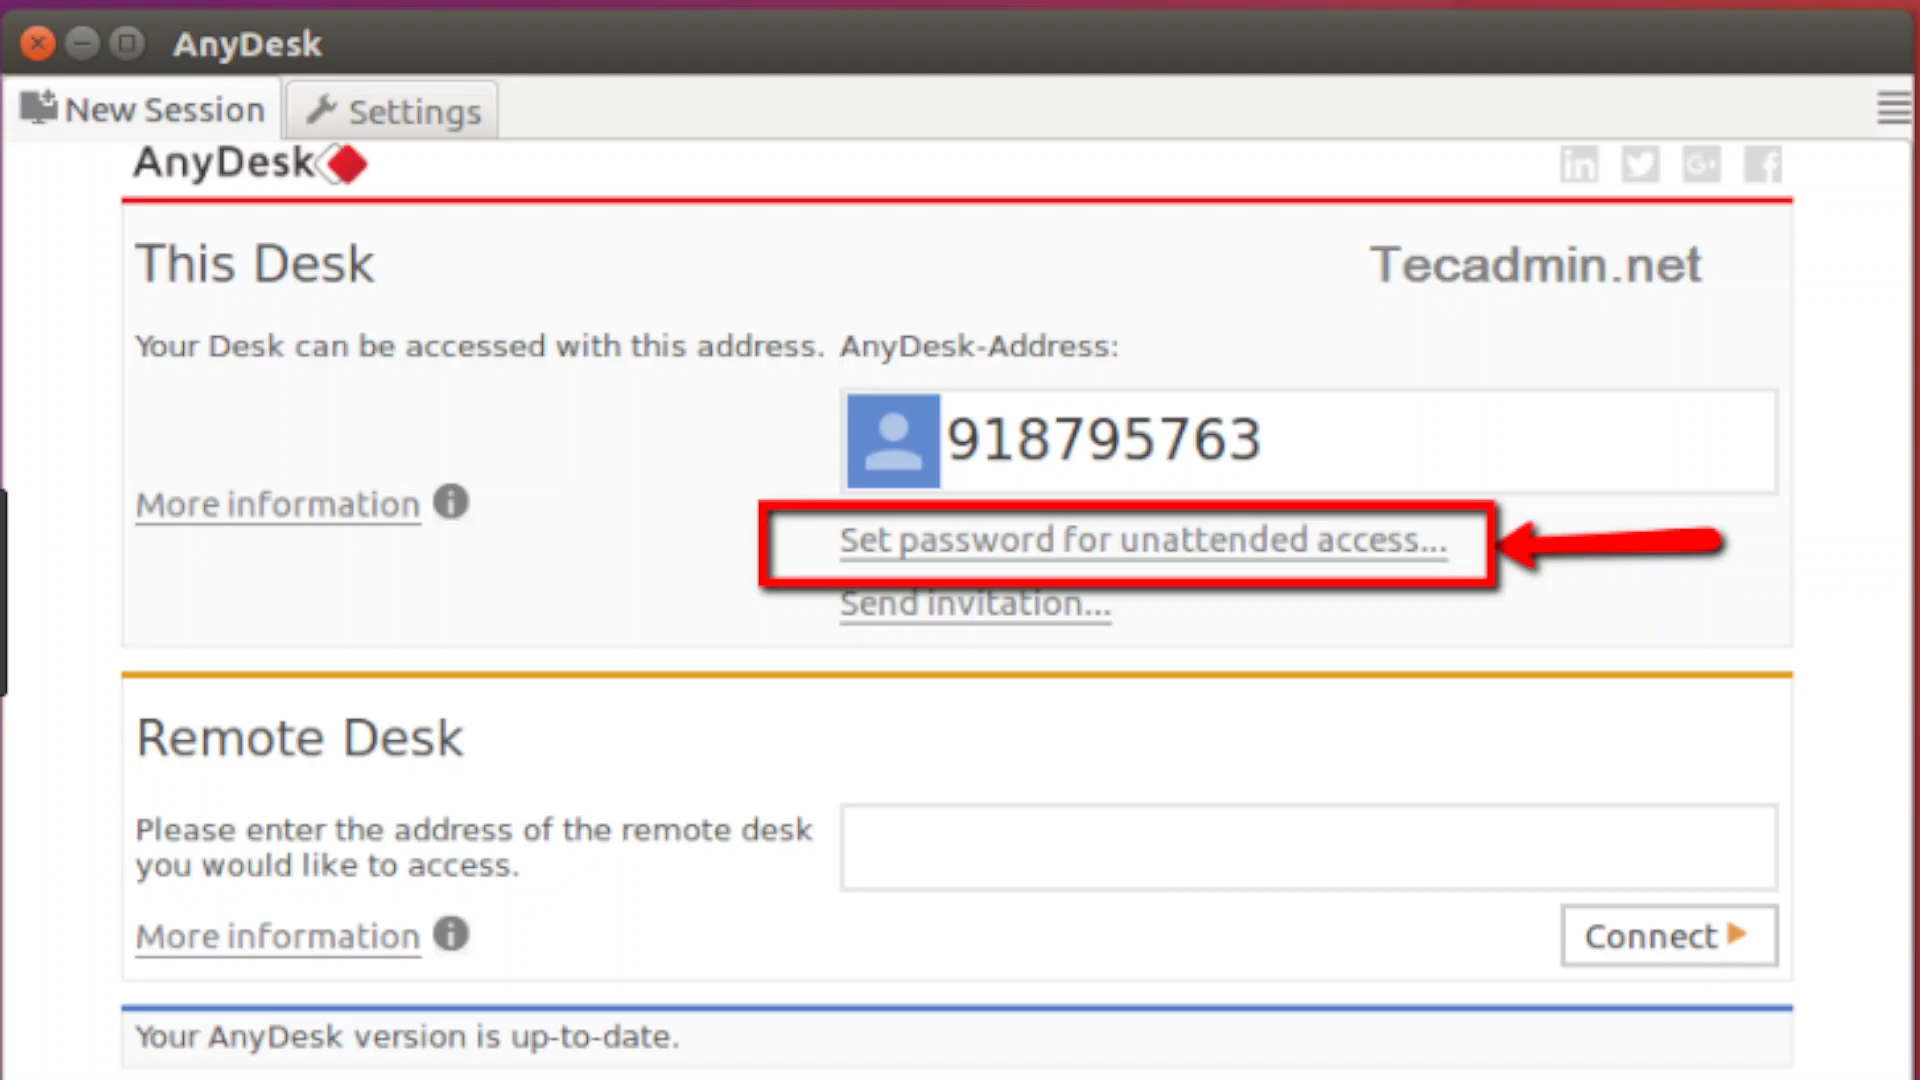 AnyDesk
New Session
Settings
AnyDesk
This Desk
Tecadmin.net
Your Desk can be accessed with this address.
AnyDesk-Address:
918795763
More information
Set password for unattended access...
Send invitation...
Remote Desk
Please enter the address of the remote desk
you would like to access.
More information
Connect
Your AnyDesk version is up-to-date.